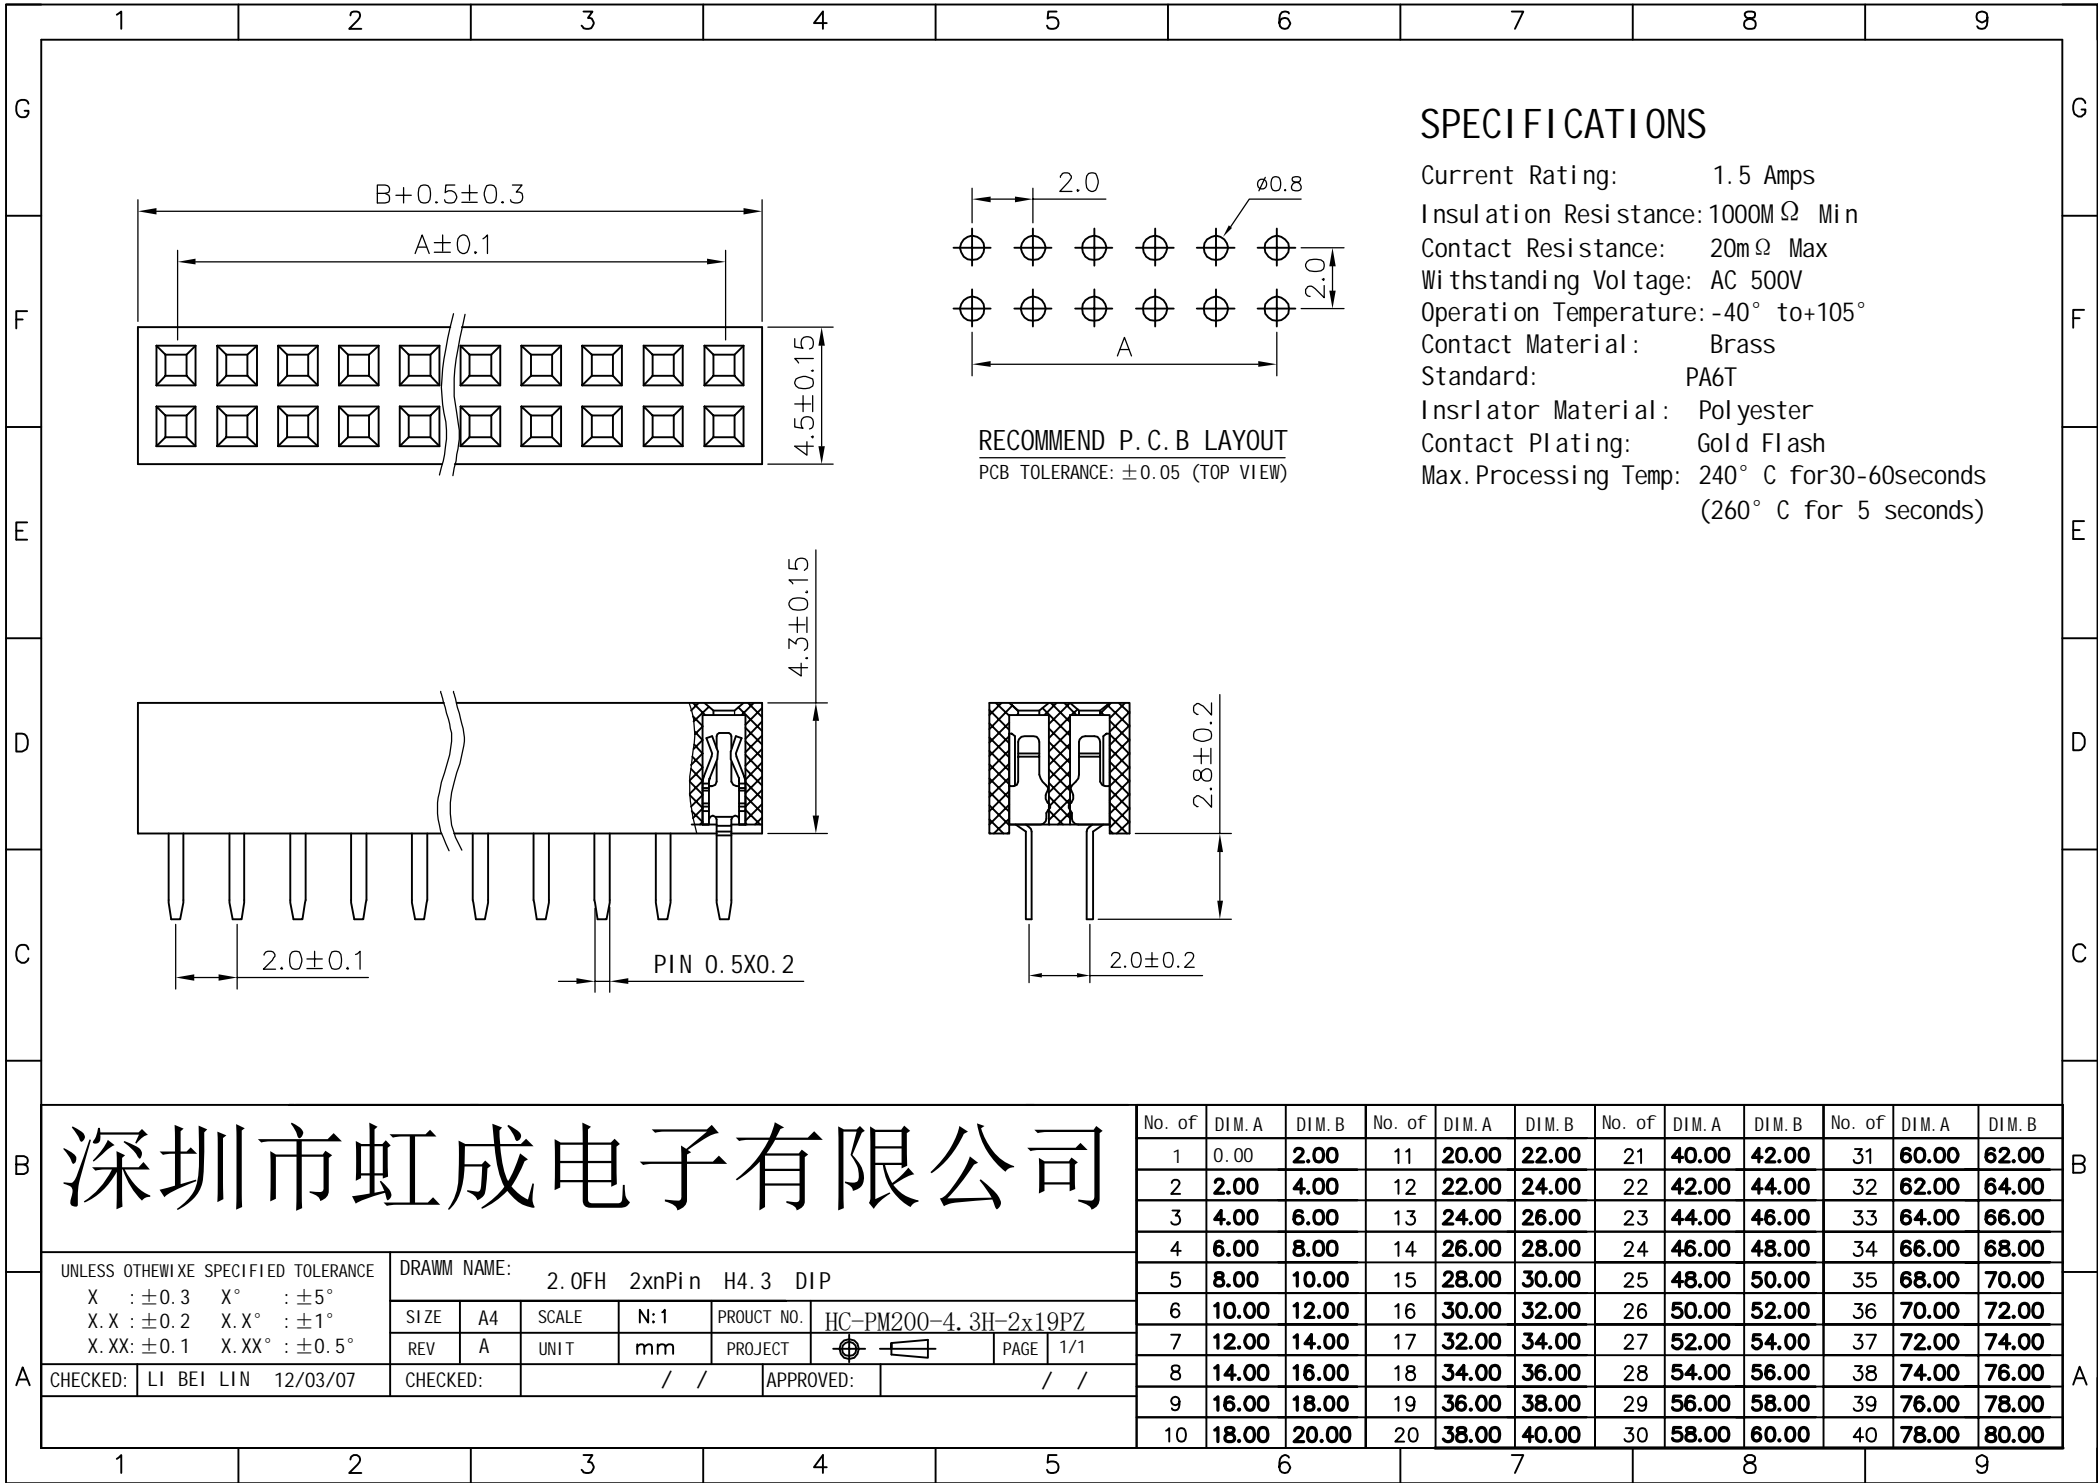 1 2 3 4 5 6 7 8 9
G G
F F
E E
D D
C C
B B
A A
B+0.5±0.3
A±0.1
4.5±0.15
2.0
ø0.8
2.0
A
RECOMMEND P.C.B LAYOUT
PCB TOLERANCE: ±0.05 (TOP VIEW)
SPECIFICATIONS
Current Rating: 1.5 Amps
Insulation Resistance: 1000MΩ Min
Contact Resistance: 20mΩ Max
Withstanding Voltage: AC 500V
Operation Temperature: -40° to+105°
Contact Material: Brass
Standard: PA6T
Insrlator Material: Polyester
Contact Plating: Gold Flash
Max.Processing Temp: 240° C for30-60seconds
(260° C for 5 seconds)
4.3±0.15
2.8±0.2
2.0±0.1
PIN 0.5X0.2
2.0±0.2
深圳市虹成电子有限公司
UNLESS OTHEWIXE SPECIFIED TOLERANCE
X :±0.3 X° :±5°
X.X :±0.2 X.X° :±1°
X.XX:±0.1 X.XX° :±0.5°
DRAWM NAME: 2.0FH 2xnPin H4.3 DIP
SIZE A4 SCALE N:1 PROUCT NO. HC-PM200-4.3H-2x19PZ
REV A UNIT mm PROJECT PAGE 1/1
CHECKED: LI BEI LIN 12/03/07 CHECKED: / / APPROVED: / /
No. of DIM.A DIM.B No. of DIM.A DIM.B No. of DIM.A DIM.B No. of DIM.A DIM.B
1 0.00 2.00 11 20.00 22.00 21 40.00 42.00 31 60.00 62.00
2 2.00 4.00 12 22.00 24.00 22 42.00 44.00 32 62.00 64.00
3 4.00 6.00 13 24.00 26.00 23 44.00 46.00 33 64.00 66.00
4 6.00 8.00 14 26.00 28.00 24 46.00 48.00 34 66.00 68.00
5 8.00 10.00 15 28.00 30.00 25 48.00 50.00 35 68.00 70.00
6 10.00 12.00 16 30.00 32.00 26 50.00 52.00 36 70.00 72.00
7 12.00 14.00 17 32.00 34.00 27 52.00 54.00 37 72.00 74.00
8 14.00 16.00 18 34.00 36.00 28 54.00 56.00 38 74.00 76.00
9 16.00 18.00 19 36.00 38.00 29 56.00 58.00 39 76.00 78.00
10 18.00 20.00 20 38.00 40.00 30 58.00 60.00 40 78.00 80.00
1 2 3 4 5 6 7 8 9